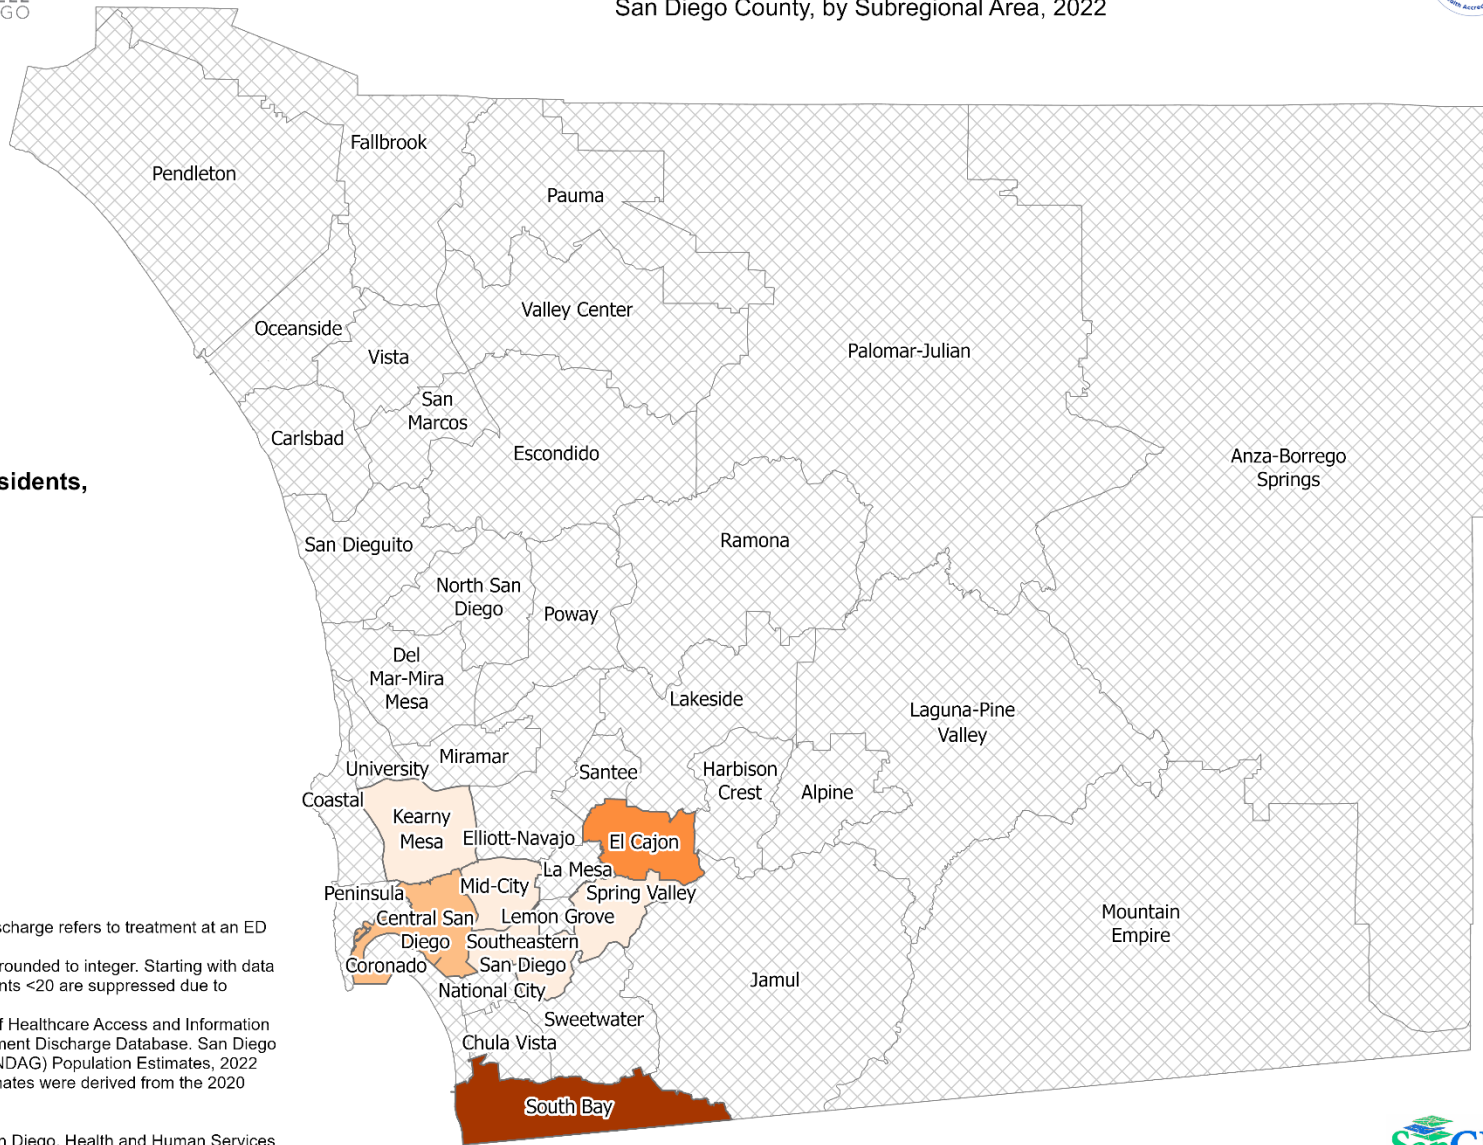 GO
San Diego County, by Subregional Area, 2022
Fallbrook
Pendleton
Pauma
Valley Center
Oceanside
Vista
Palomar-Julian
San
Marcos
Carlsbad
Escondido
Anza-Borrego
Springs
sidents,
San Dieguito
Ramona
North San
Diego
Poway
Del
Mar-Mira
Mesa
Lakeside
Laguna-Pine
Valley
Miramar
University
Santee
Harbison
Crest
Alpine
Coastal
Kearny
Mesa
Elliott-Navajo
El Cajon
La Mesa
Mid-City
Spring Valley
Peninsula
Central San
Diego
Lemon Grove
Mountain
Empire
Southeastern
San Diego
Coronado
National City
Jamul
Sweetwater
Chula Vista
South Bay
scharge refers to treatment at an ED
rounded to integer. Starting with data
nts <20 are suppressed due to
f Healthcare Access and Information
ment Discharge Database. San Diego
NDAG) Population Estimates, 2022
mates were derived from the 2020
n Diego, Health and Human Services